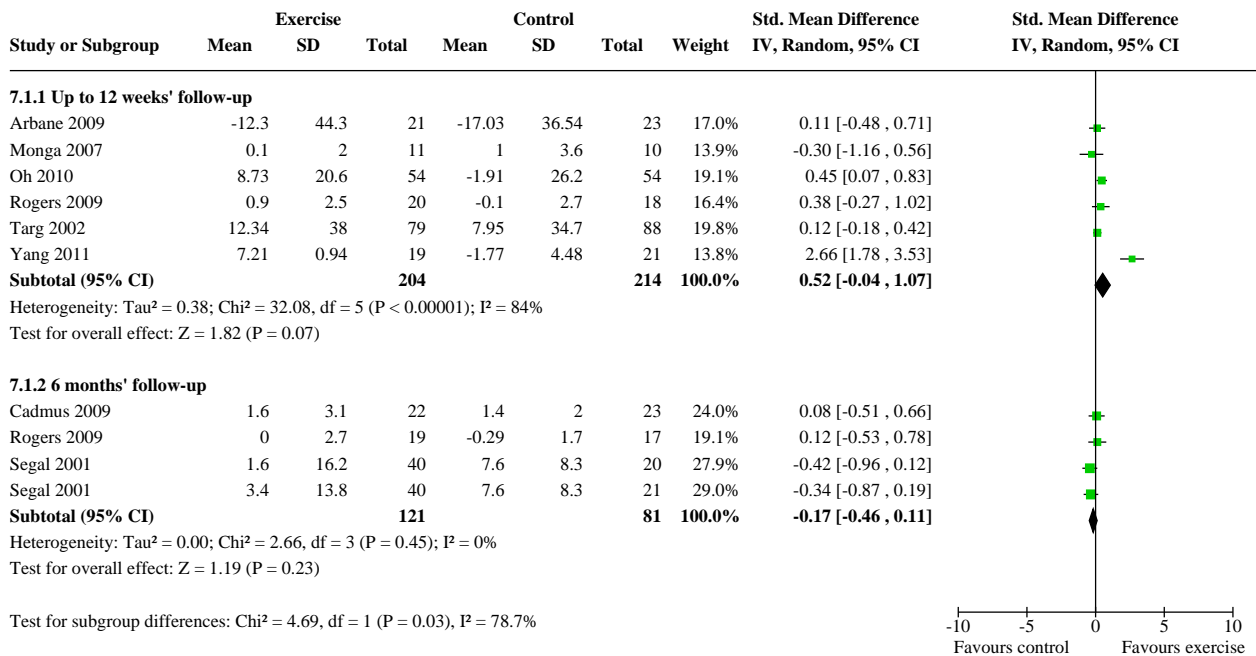 Exercise Control Std. Mean Difference Std. Mean Difference
Study or Subgroup Mean SD Total Mean SD Total Weight IV, Random, 95% CI IV, Random, 95% CI
7.1.1 Up to 12 weeks' follow-up
Arbane 2009 -12.3 44.3 21 -17.03 36.54 23 17.0% 0.11 [-0.48 , 0.71]
Monga 2007 0.1 2 11 1 3.6 10 13.9% -0.30 [-1.16 , 0.56]
Oh 2010 8.73 20.6 54 -1.91 26.2 54 19.1% 0.45 [0.07 , 0.83]
Rogers 2009 0.9 2.5 20 -0.1 2.7 18 16.4% 0.38 [-0.27 , 1.02]
Targ 2002 12.34 38 79 7.95 34.7 88 19.8% 0.12 [-0.18 , 0.42]
Yang 2011 7.21 0.94 19 -1.77 4.48 21 13.8% 2.66 [1.78 , 3.53]
Subtotal (95% CI) 204 214 100.0% 0.52 [-0.04 , 1.07]
Heterogeneity: Tau² = 0.38; Chi² = 32.08, df = 5 (P < 0.00001); I² = 84%
Test for overall effect: Z = 1.82 (P = 0.07)
7.1.2 6 months' follow-up
Cadmus 2009 1.6 3.1 22 1.4 2 23 24.0% 0.08 [-0.51 , 0.66]
Rogers 2009 0 2.7 19 -0.29 1.7 17 19.1% 0.12 [-0.53 , 0.78]
Segal 2001 1.6 16.2 40 7.6 8.3 20 27.9% -0.42 [-0.96 , 0.12]
Segal 2001 3.4 13.8 40 7.6 8.3 21 29.0% -0.34 [-0.87 , 0.19]
Subtotal (95% CI) 121 81 100.0% -0.17 [-0.46 , 0.11]
Heterogeneity: Tau² = 0.00; Chi² = 2.66, df = 3 (P = 0.45); I² = 0%
Test for overall effect: Z = 1.19 (P = 0.23)
Test for subgroup differences: Chi² = 4.69, df = 1 (P = 0.03), I² = 78.7%
-10 -5 0 5 10
Favours control Favours exercise